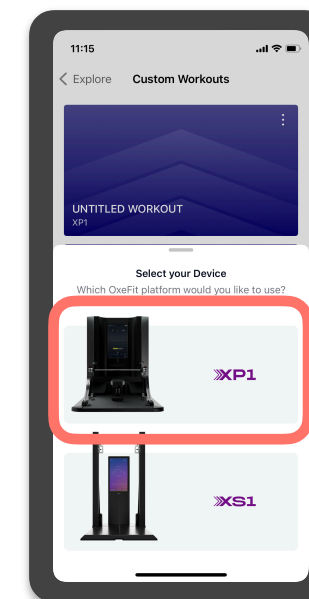 11:15
Explore Custom Workouts
UNTITLED WORKOUT
XP1
Select your Device
Which OxeFit platform would you like to use?
XP1
XS1